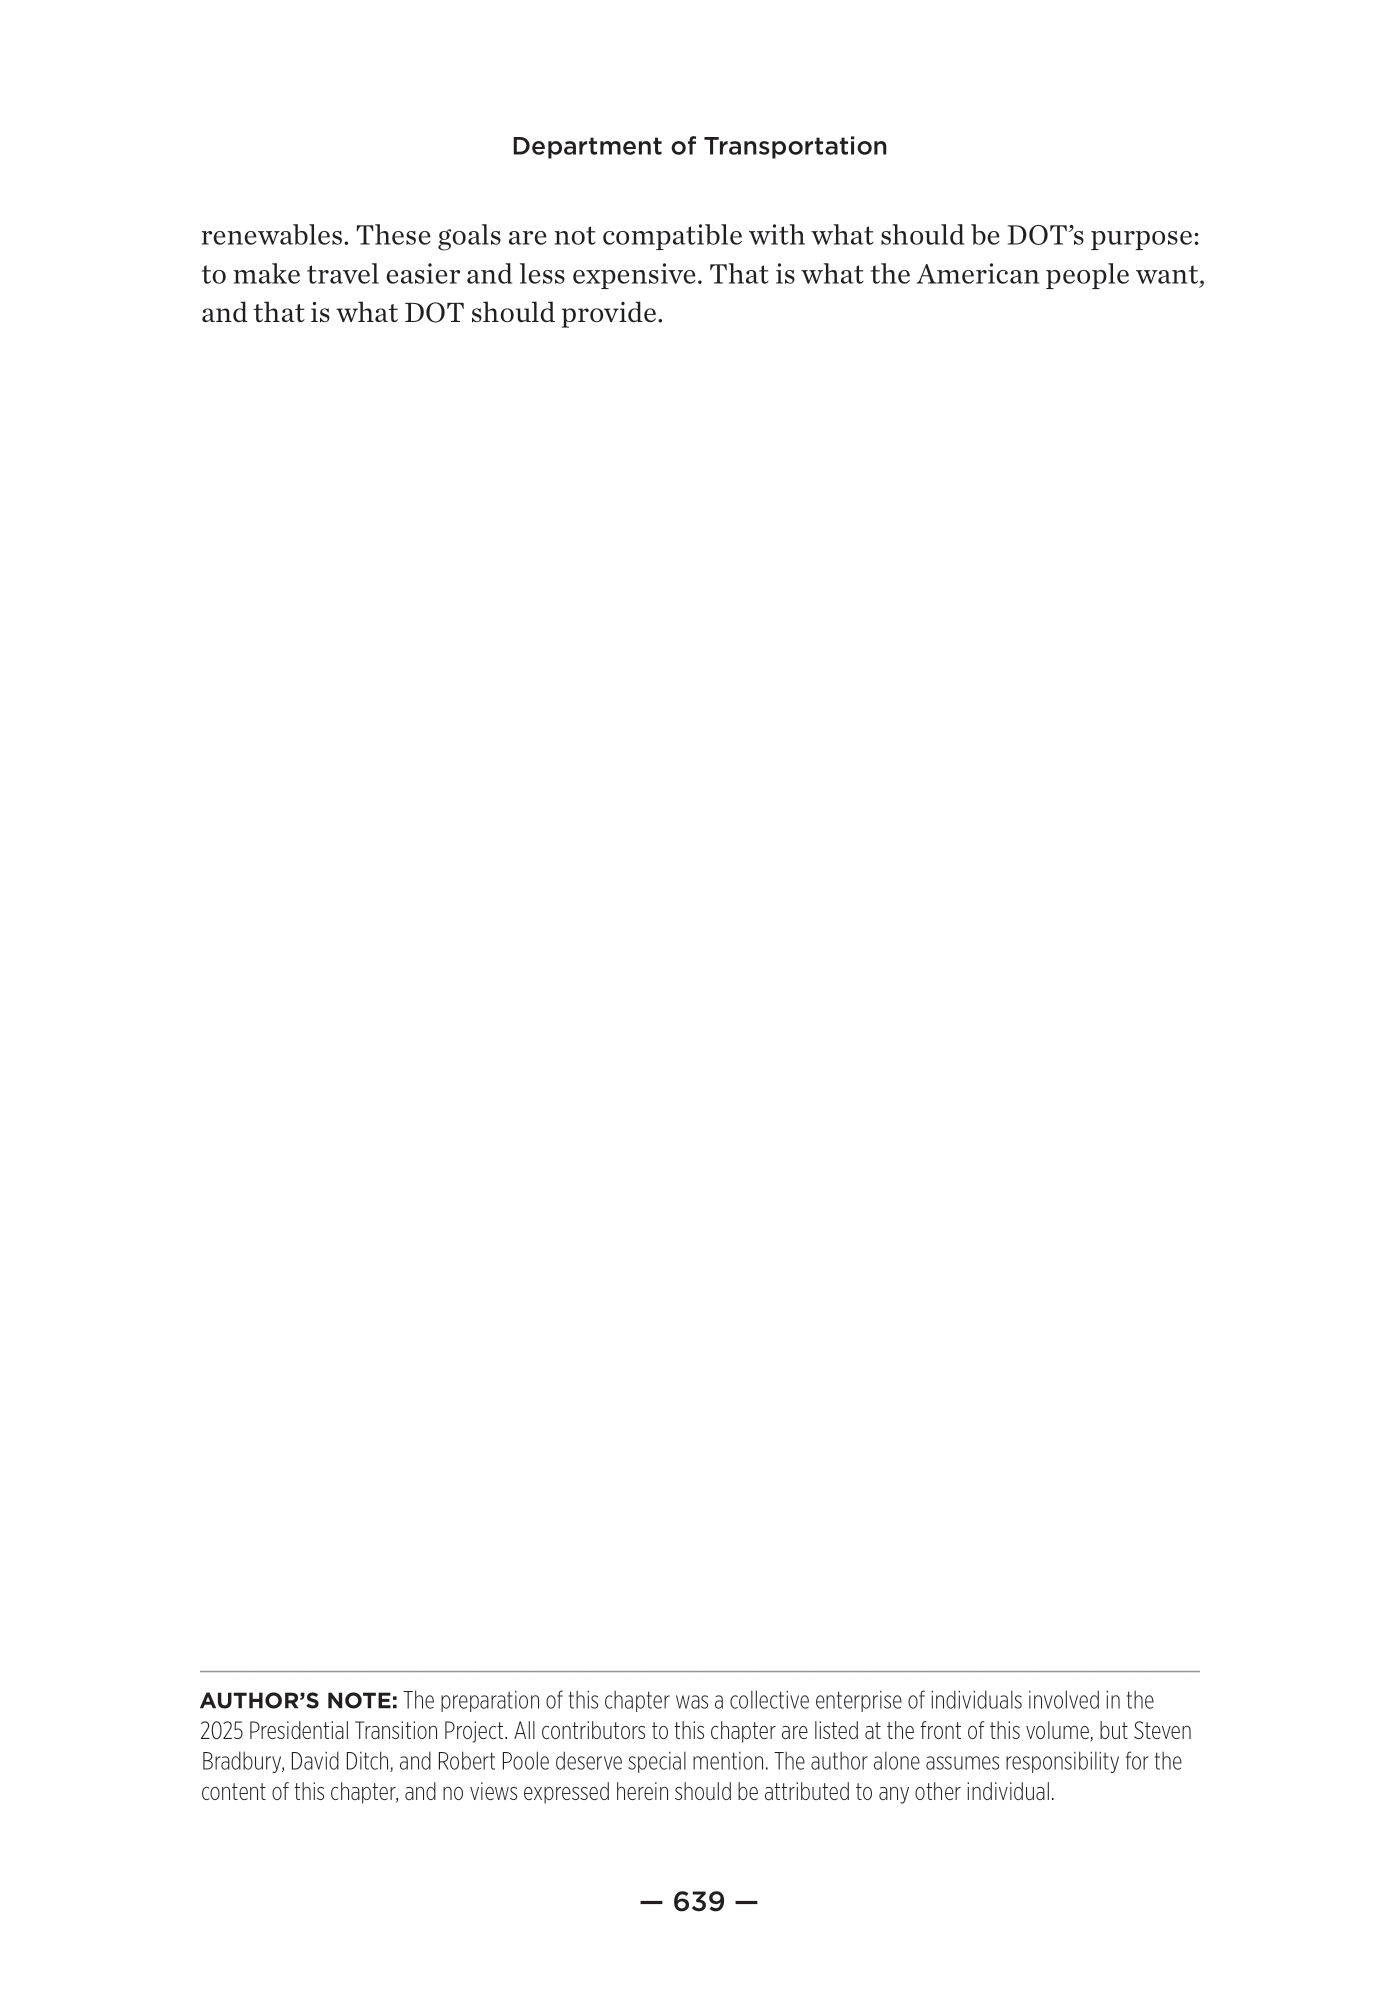 Department of Transportation
renewables. These goals are not compatible with what should be DOT’s purpose:
to make travel easier and less expensive. That is what the American people want,
and that is what DOT should provide.
AUTHOR’S NOTE: The preparation of this chapter was a collective enterprise of individuals involved in the
2025 Presidential Transition Project. All contributors to this chapter are listed at the front of this volume, but Steven
Bradbury, David Ditch, and Robert Poole deserve special mention. The author alone assumes responsibility for the
content of this chapter, and no views expressed herein should be attributed to any other individual.
— 639 —